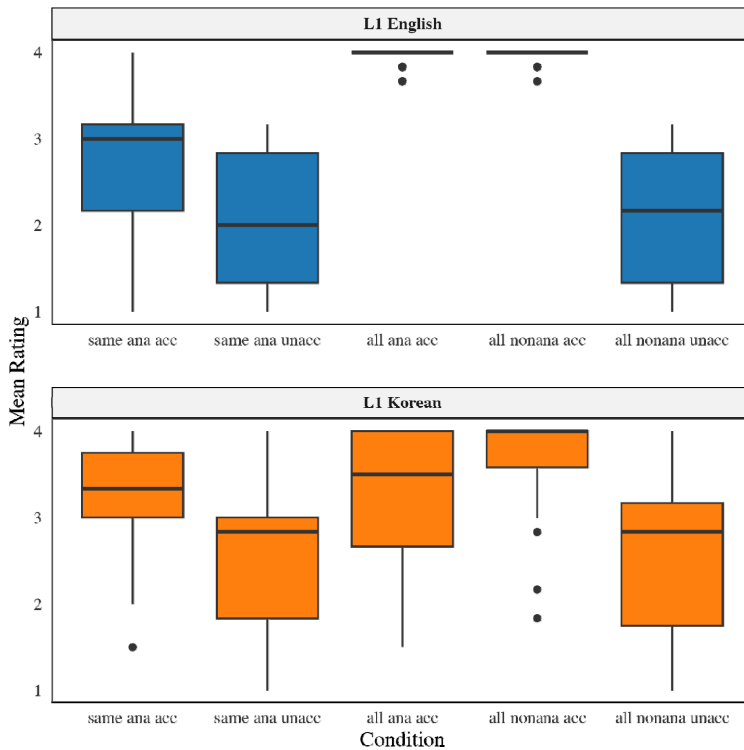 L1 English
4
3
2
1
same ana acc same ana unacc all ana acc all nonana acc all nonana unacc
Mean Rating
L1 Korean
4
3
2
1
same ana acc same ana unacc all ana acc all nonana acc all nonana unacc
Condition